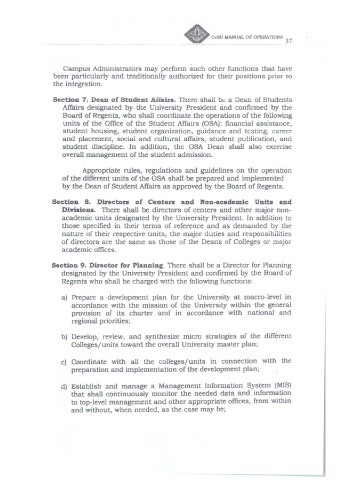 CvSU MANUAL OF OPERATIONS 37
Campus Administrators may perform such other functions that have
been particularly and traditionally authorized for their positions prior to
the integration.
Section 7. Dean of Student Affairs. There shall be a Dean of Students
Affairs designated by the University President and confirmed by the
Board of Regents, who shall coordinate the operations of the following
units of the Office of the Student Affairs (OSA): financial assistance,
student housing, student organization, guidance and testing, career
and placement, social and cultural affairs, student publication, and
student discipline. In addition, the OSA Dean shall also exercise
overall management of the student admission.
Appropriate rules, regulations and guidelines on the operation
of the different units of the OSA shall be prepared and implemented
by the Dean of Student Affairs as approved by the Board of Regents.
Section 8. Directors of Centers and Non-academic Units and
Divisions. There shall be directors of centers and other major non-
academic units designated by the University President. In addition to
those specified in their terms of reference and as demanded by the
nature of their respective units, the major duties and responsibilities
of directors are the same as those of the Deans of Colleges or major
academic offices.
Section 9. Director for Planning. There shall be a Director for Planning
designated by the University President and confirmed by the Board of
Regents who shall be charged with the following functions:
a) Prepare a development plan for the University at macro-level in
accordance with the mission of the University within the general
provision of its charter and in accordance with national and
regional priorities;
b) Develop, review, and synthesize micro strategies of the different
Colleges/units toward the overall University master plan;
c) Coordinate with all the colleges/units in connection with the
preparation and implementation of the development plan;
d) Establish and manage a Management Information System (MIS)
that shall continuously monitor the needed data and information
to top-level management and other appropriate offices, from within
and without, when needed, as the case may be;